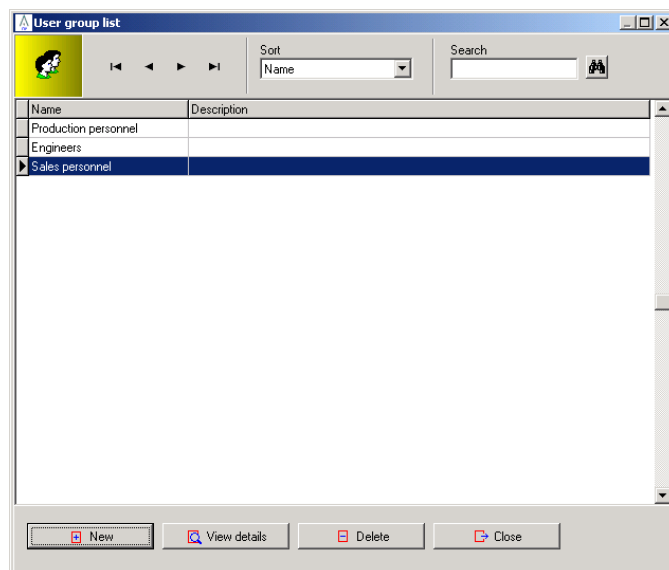 User group list
Sort
Search
Name
Name Description
Production personnel
Engineers
Sales personnel
New View details Delete Close